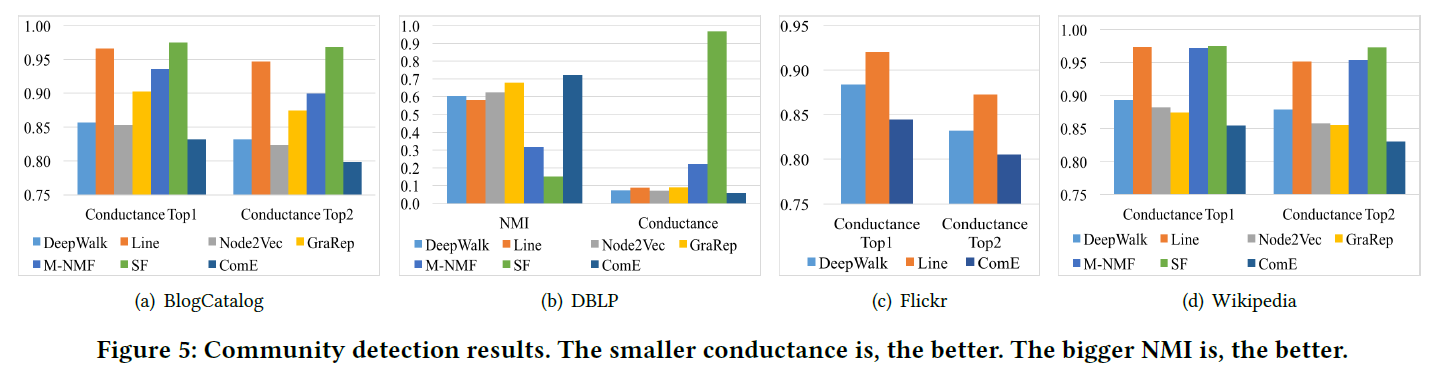 1.00
0.95
0.90
0.85
0.80
0.75
Conductance Top1 Conductance Top2
DeepWalk Line Node2Vec GraRep
M-NMF SF ComE
(a) BlogCatalog
1.0
0.9
0.8
0.7
0.6
0.5
0.4
0.3
0.2
0.1
0.0
NMI Conductance
DeepWalk Line Node2Vec GraRep
M-NMF SF ComE
(b) DBLP
0.95
0.90
0.85
0.80
0.75
Conductance Conductance
Top1 Top2
DeepWalk Line ComE
(c) Flickr
1.00
0.95
0.90
0.85
0.80
0.75
Conductance Top1 Conductance Top2
DeepWalk Line Node2Vec GraRep
M-NMF SF ComE
(d) Wikipedia
Figure 5: Community detection results. The smaller conductance is, the better. The bigger NMI is, the better.